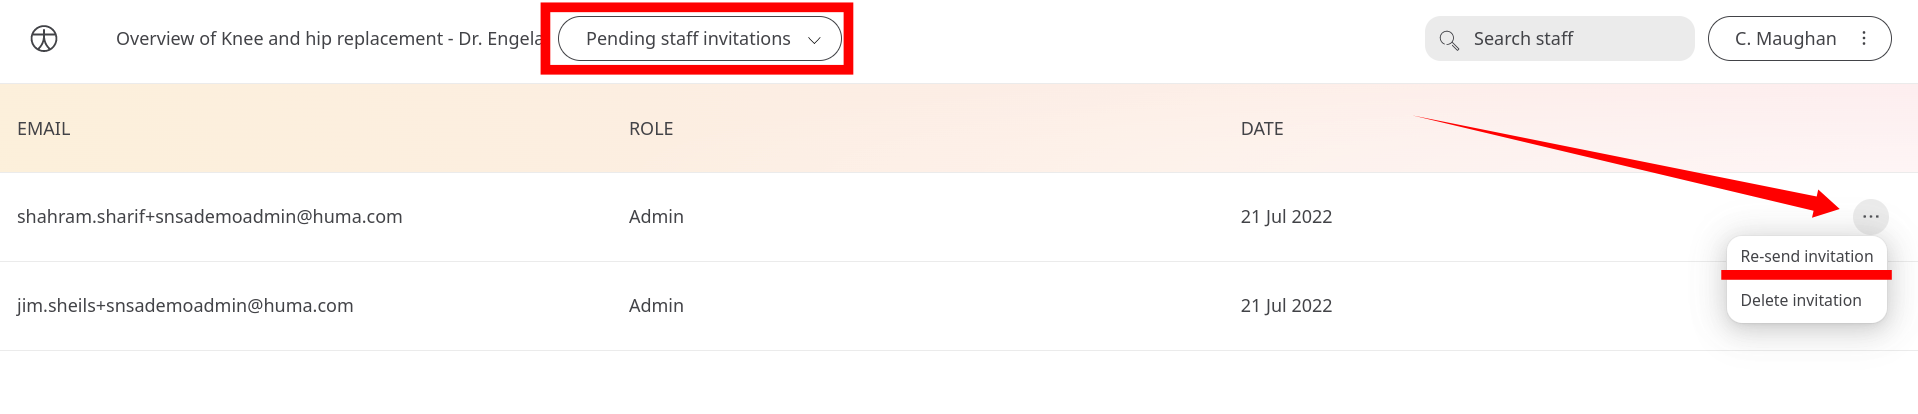 Overview of Knee and hip replacement - Dr. Engela Pending staff invitations Search staff C. Maughan
EMAIL ROLE DATE
shahram.sharif+snsademoadmin@huma.com Admin 21 Jul 2022
Re-send invitation
jim.sheils+snsademoadmin@huma.com Admin 21 Jul 2022
Delete invitation